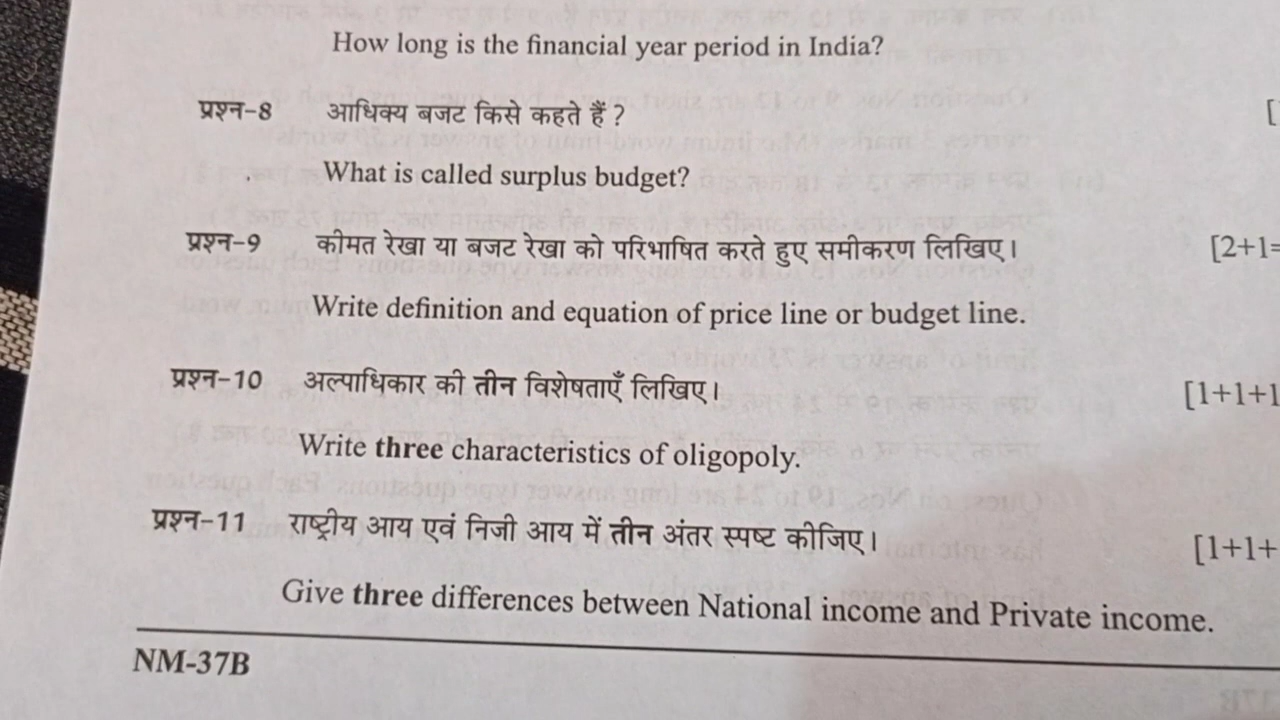 How long is the financial year period in India?
प्रश्न-8 आधिक्य बजट किसे कहते हैं ? [
What is called surplus budget?
प्रश्न-9 कीमत रेखा या बजट रेखा को परिभाषित करते हुए समीकरण लिखिए। [2+1=
Write definition and equation of price line or budget line.
प्रश्न-10 अल्पाधिकार की तीन विशेषताएँ लिखिए। [1+1+1
Write three characteristics of oligopoly.
प्रश्न-11 राष्ट्रीय आय एवं निजी आय में तीन अंतर स्पष्ट कीजिए। [1+1+
Give three differences between National income and Private income.
NM-37B